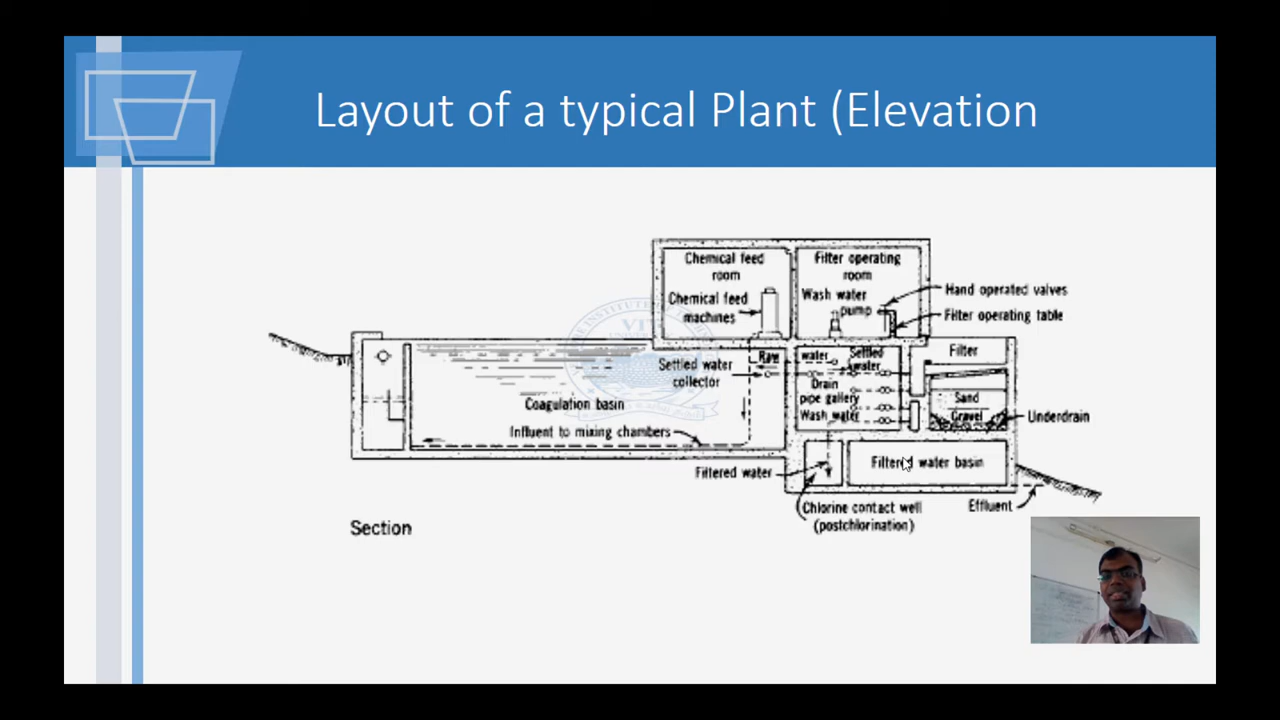 Layout of a typical Plant (Elevation
Chemical feed
room
Chemical feed
machines
Filter operating
room
Wash water
pump
Hand operated valves
Filter operating table
Settled water
collector
Raw
water
Settled
water
Drain
pipe gallery
Wash water
Filter
Sand
Gravel
Underdrain
Coagulation basin
Influent to mixing chambers
Filtered water
Filtered water basin
Chlorine contact well
(postchlorination)
Effluent
Section